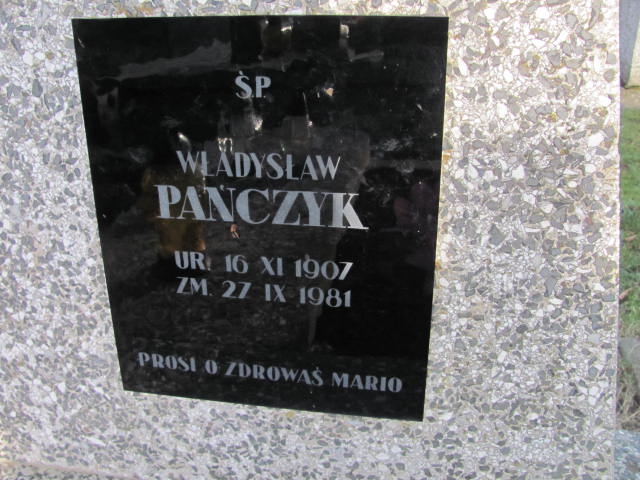 ŚP
WŁADYSŁAW
PAŃCZYK
UR. 16 XI 1907
ZM. 27 IX 1981
PROSI O ZDROWAŚ MARIO